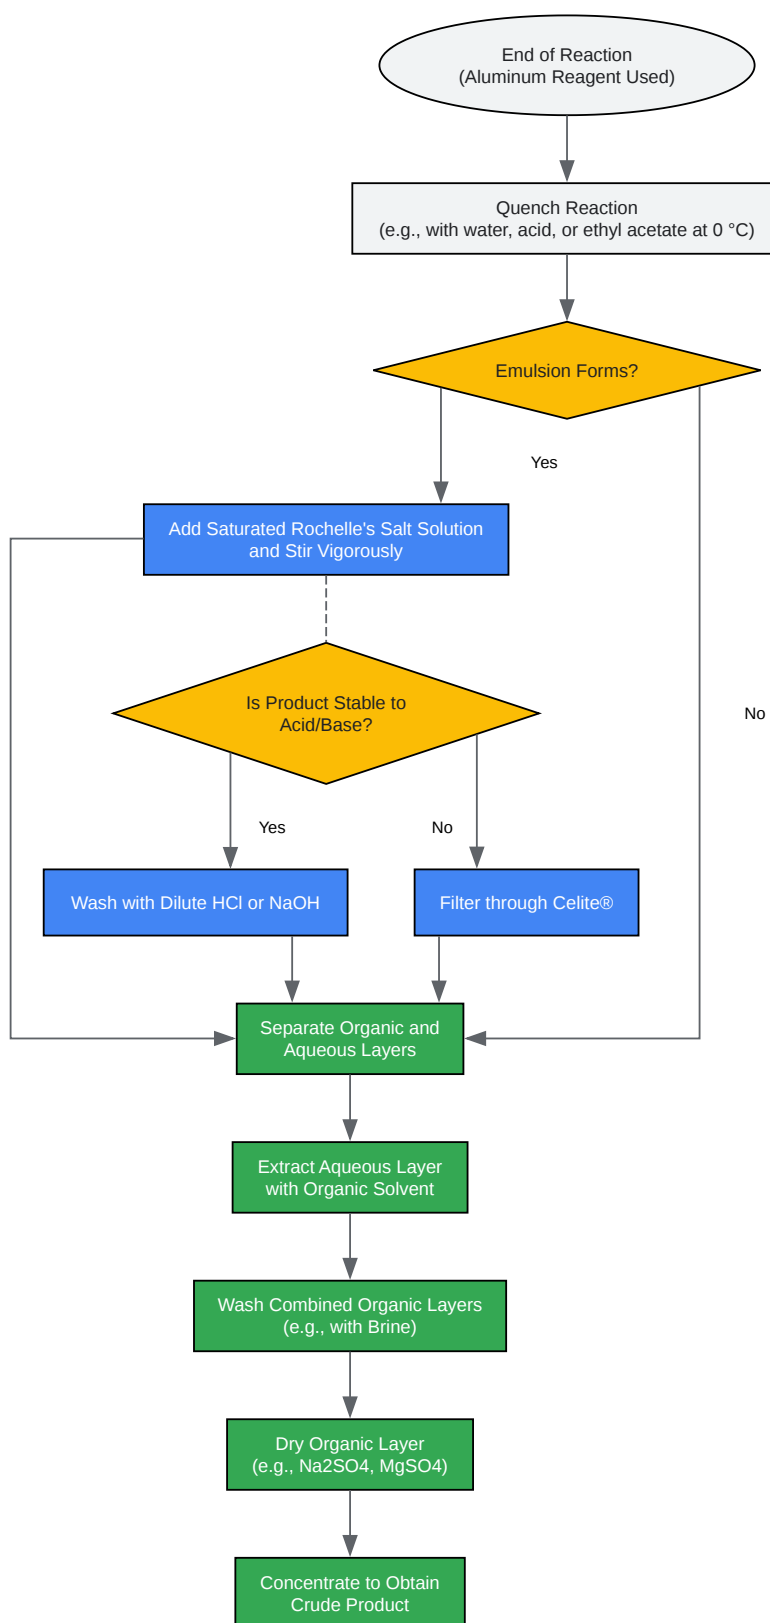 End of Reaction
(Aluminum Reagent Used)
Quench Reaction
(e.g., with water, acid, or ethyl acetate at 0 °C)
Emulsion Forms?
Yes
Add Saturated Rochelle's Salt Solution
and Stir Vigorously
Is Product Stable to
Acid/Base?
No
Yes
No
Wash with Dilute HCl or NaOH
Filter through Celite®
Separate Organic and
Aqueous Layers
Extract Aqueous Layer
with Organic Solvent
Wash Combined Organic Layers
(e.g., with Brine)
Dry Organic Layer
(e.g., Na2SO4, MgSO4)
Concentrate to Obtain
Crude Product